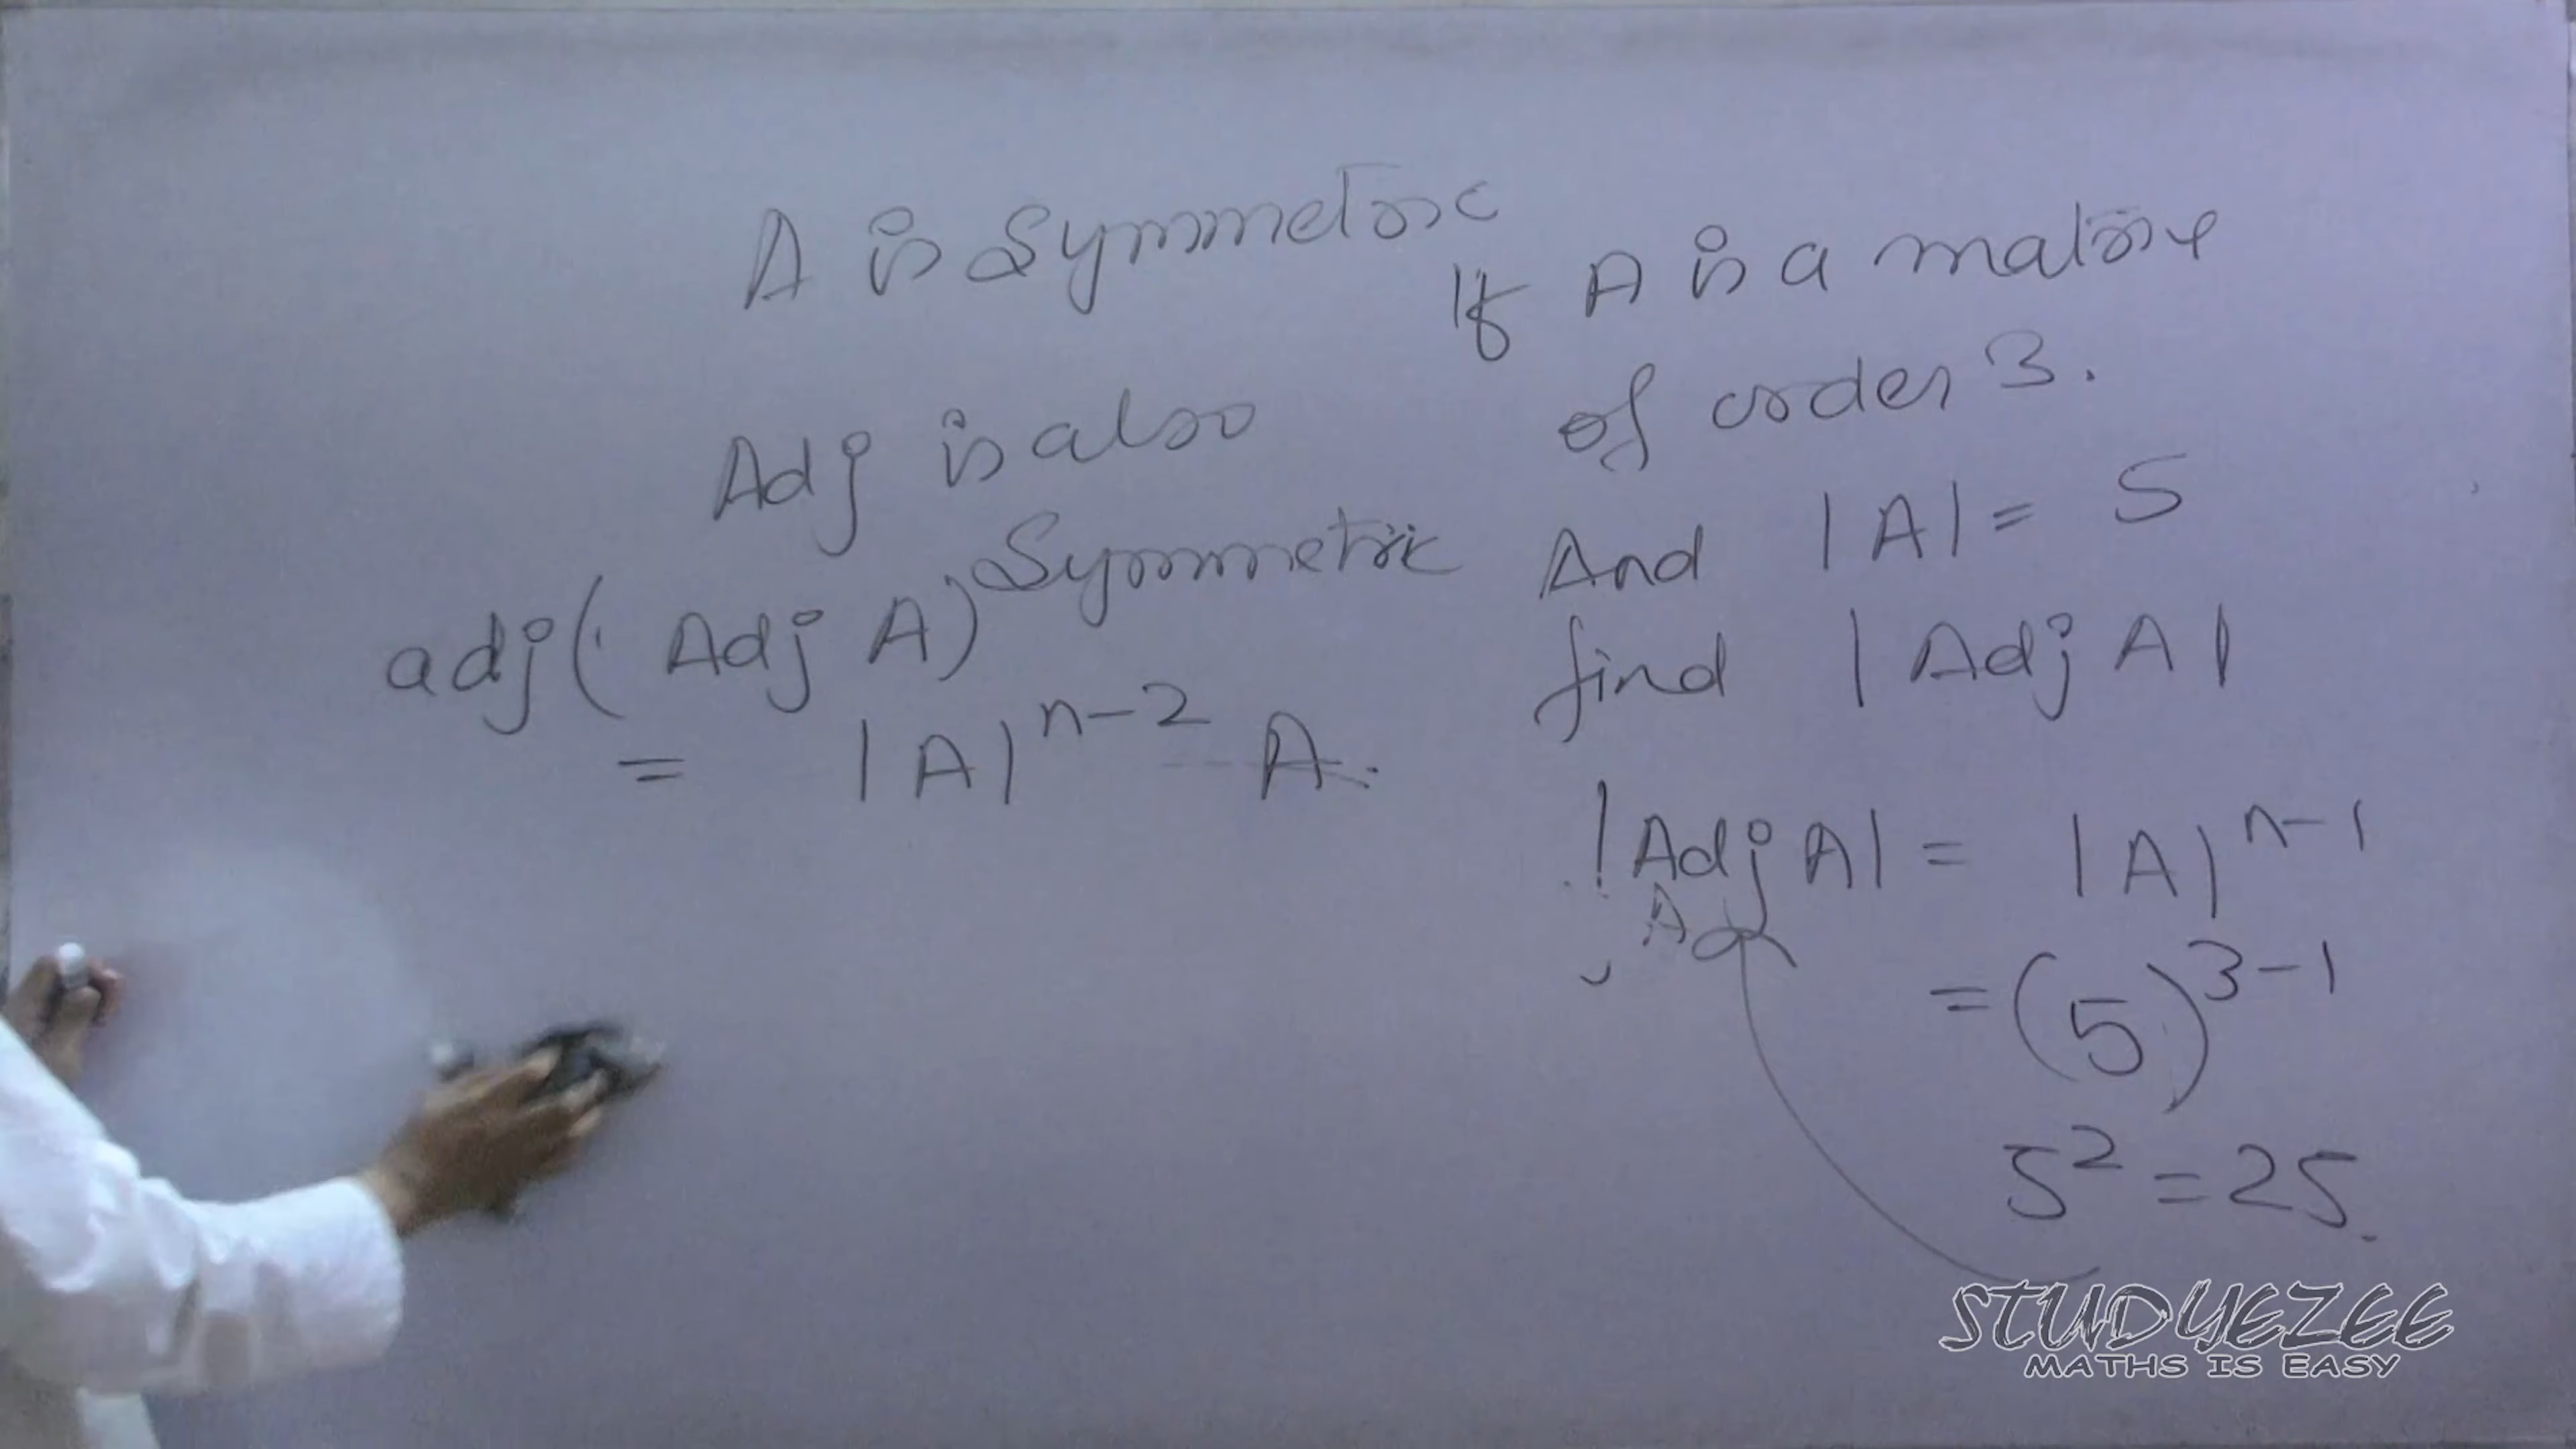 A is Symmetric
Adj is also
Symmetric
adj( Adj A)
= |A|^n-2 A.
If A is a matrix
of order 3.
And |A| = 5
find | Adj A |
|Adj A| = |A|^n-1
= (5)^3-1
5^2 = 25.
STUDYEZEE
MATHS IS EASY